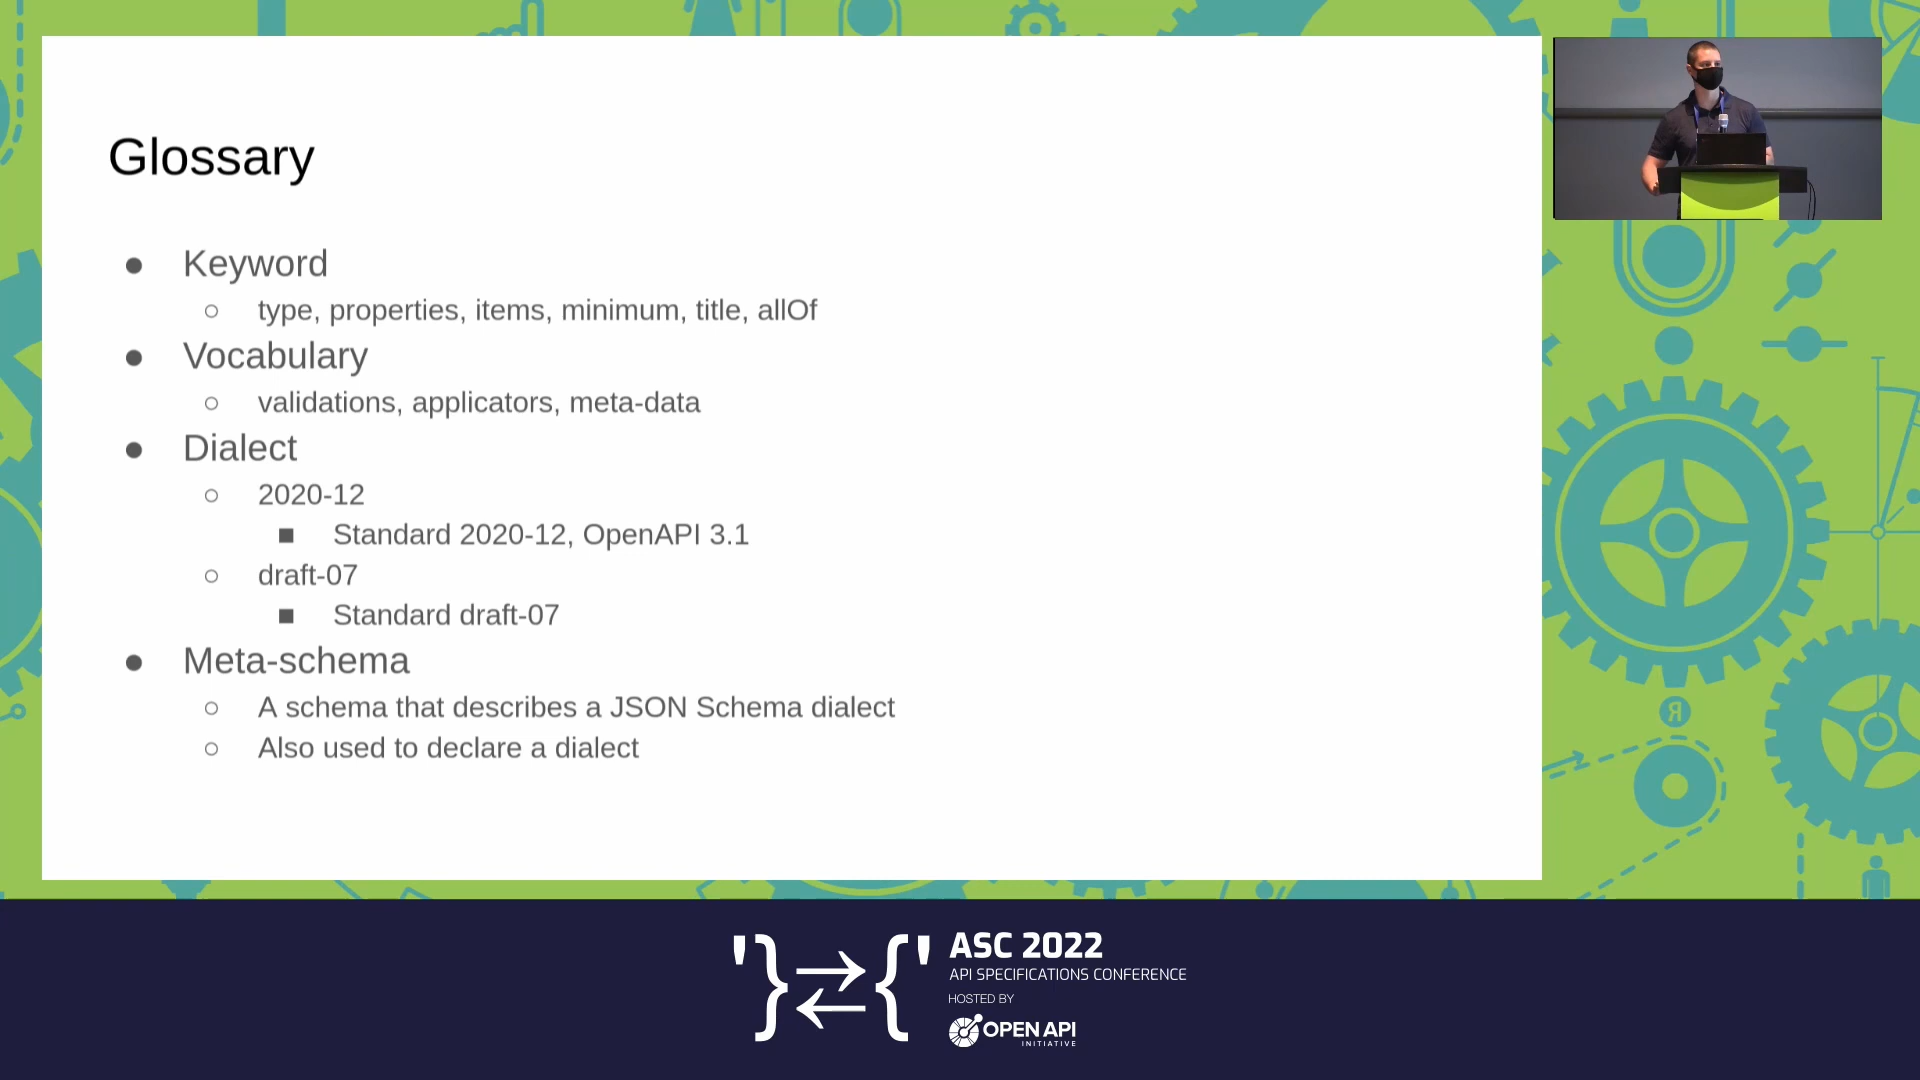 Glossary
● Keyword
○ type, properties, items, minimum, title, allOf
● Vocabulary
○ validations, applicators, meta-data
● Dialect
○ 2020-12
■ Standard 2020-12, OpenAPI 3.1
○ draft-07
■ Standard draft-07
● Meta-schema
○ A schema that describes a JSON Schema dialect
○ Also used to declare a dialect
'}⇄{'
ASC 2022
API SPECIFICATIONS CONFERENCE
HOSTED BY
OPENAPI
INITIATIVE